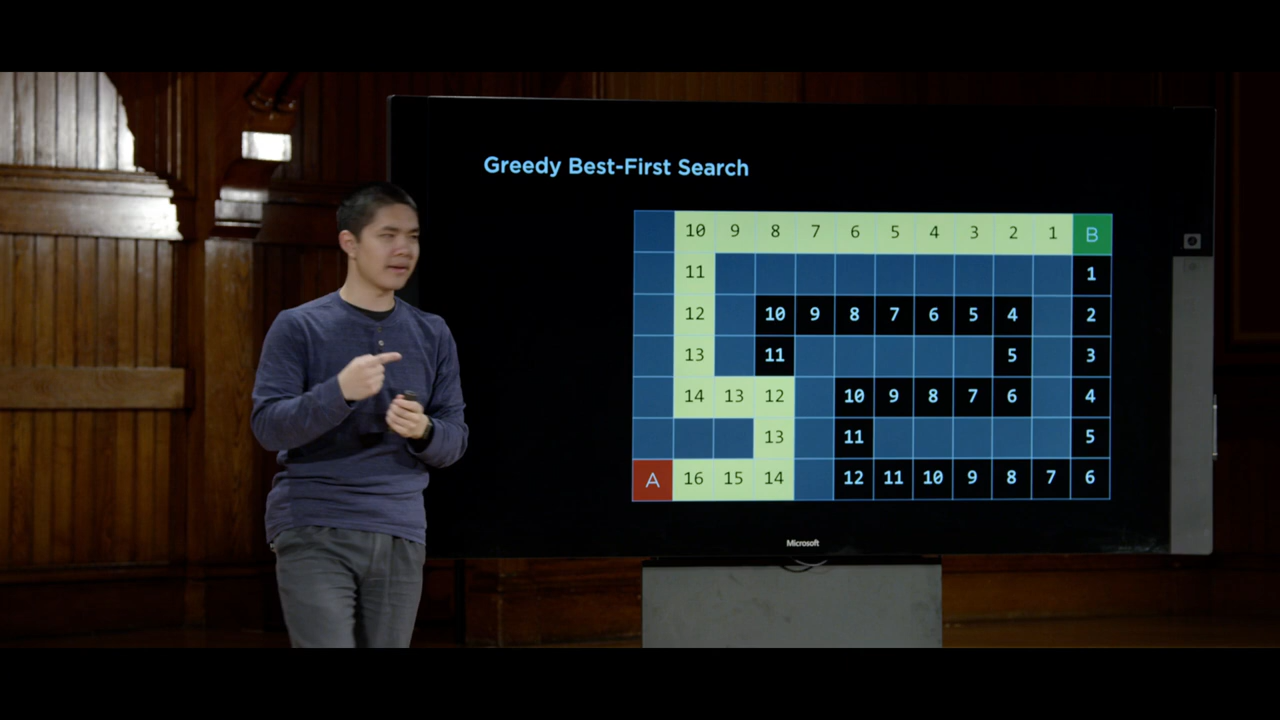 Greedy Best-First Search
10 9 8 7 6 5 4 3 2 1 B
11 1
12 10 9 8 7 6 5 4 2
13 11 5 3
14 13 12 10 9 8 7 6 4
13 11 5
A 16 15 14 12 11 10 9 8 7 6
Microsoft